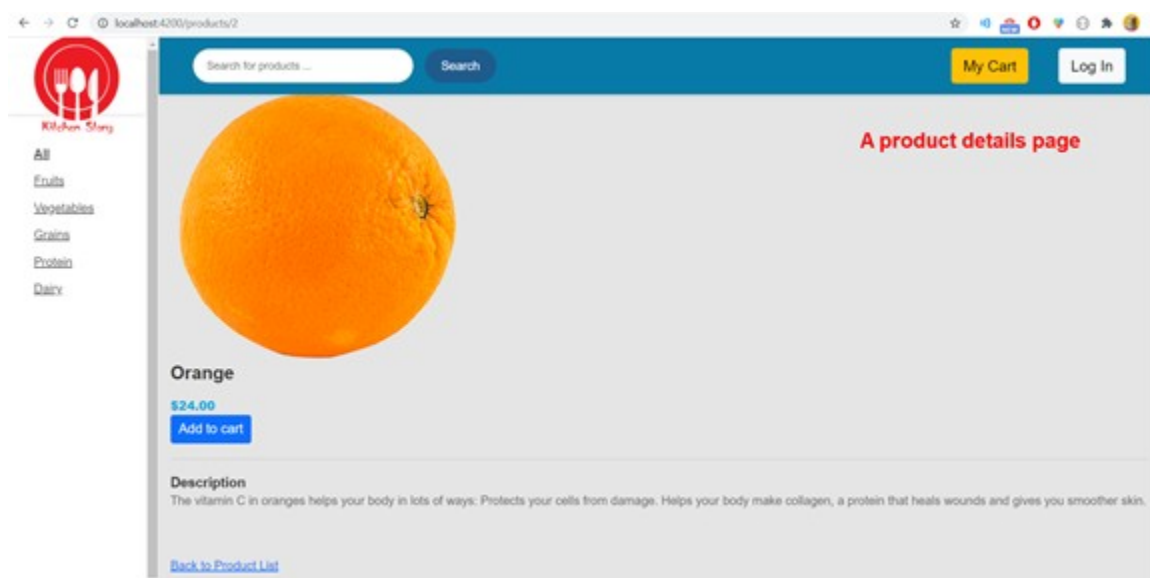 localhost:4200/products/2
Search for products ...
Search
My Cart
Log In
Kitchen Story
All
Fruits
Vegetables
Grains
Protein
Dairy
A product details page
Orange
$24.00
Add to cart
Description
The vitamin C in oranges helps your body in lots of ways: Protects your cells from damage. Helps your body make collagen, a protein that heals wounds and gives you smoother skin.
Back to Product List